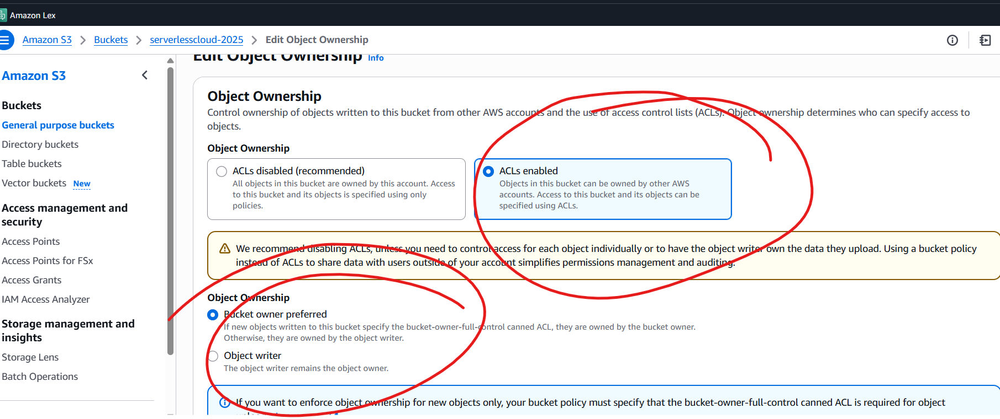 Amazon Lex
Amazon S3 > Buckets > serverlesscloud-2025 > Edit Object Ownership
Amazon S3
Buckets
General purpose buckets
Directory buckets
Table buckets
Vector buckets New
Access management and
security
Access Points
Access Points for FSx
Access Grants
IAM Access Analyzer
Storage management and
insights
Storage Lens
Batch Operations
Edit Object Ownership Info
Object Ownership
Control ownership of objects written to this bucket from other AWS accounts and the use of access control lists (ACLs). Object ownership determines who can specify access to
objects.
Object Ownership
ACLs disabled (recommended)
All objects in this bucket are owned by this account. Access
to this bucket and its objects is specified using only
policies.
ACLs enabled
Objects in this bucket can be owned by other AWS
accounts. Access to this bucket and its objects can be
specified using ACLs.
We recommend disabling ACLs, unless you need to control access for each object individually or to have the object writer own the data they upload. Using a bucket policy
instead of ACLs to share data with users outside of your account simplifies permissions management and auditing.
Object Ownership
Bucket owner preferred
If new objects written to this bucket specify the bucket-owner-full-control canned ACL, they are owned by the bucket owner.
Otherwise, they are owned by the object writer.
Object writer
The object writer remains the object owner.
If you want to enforce object ownership for new objects only, your bucket policy must specify that the bucket-owner-full-control canned ACL is required for object